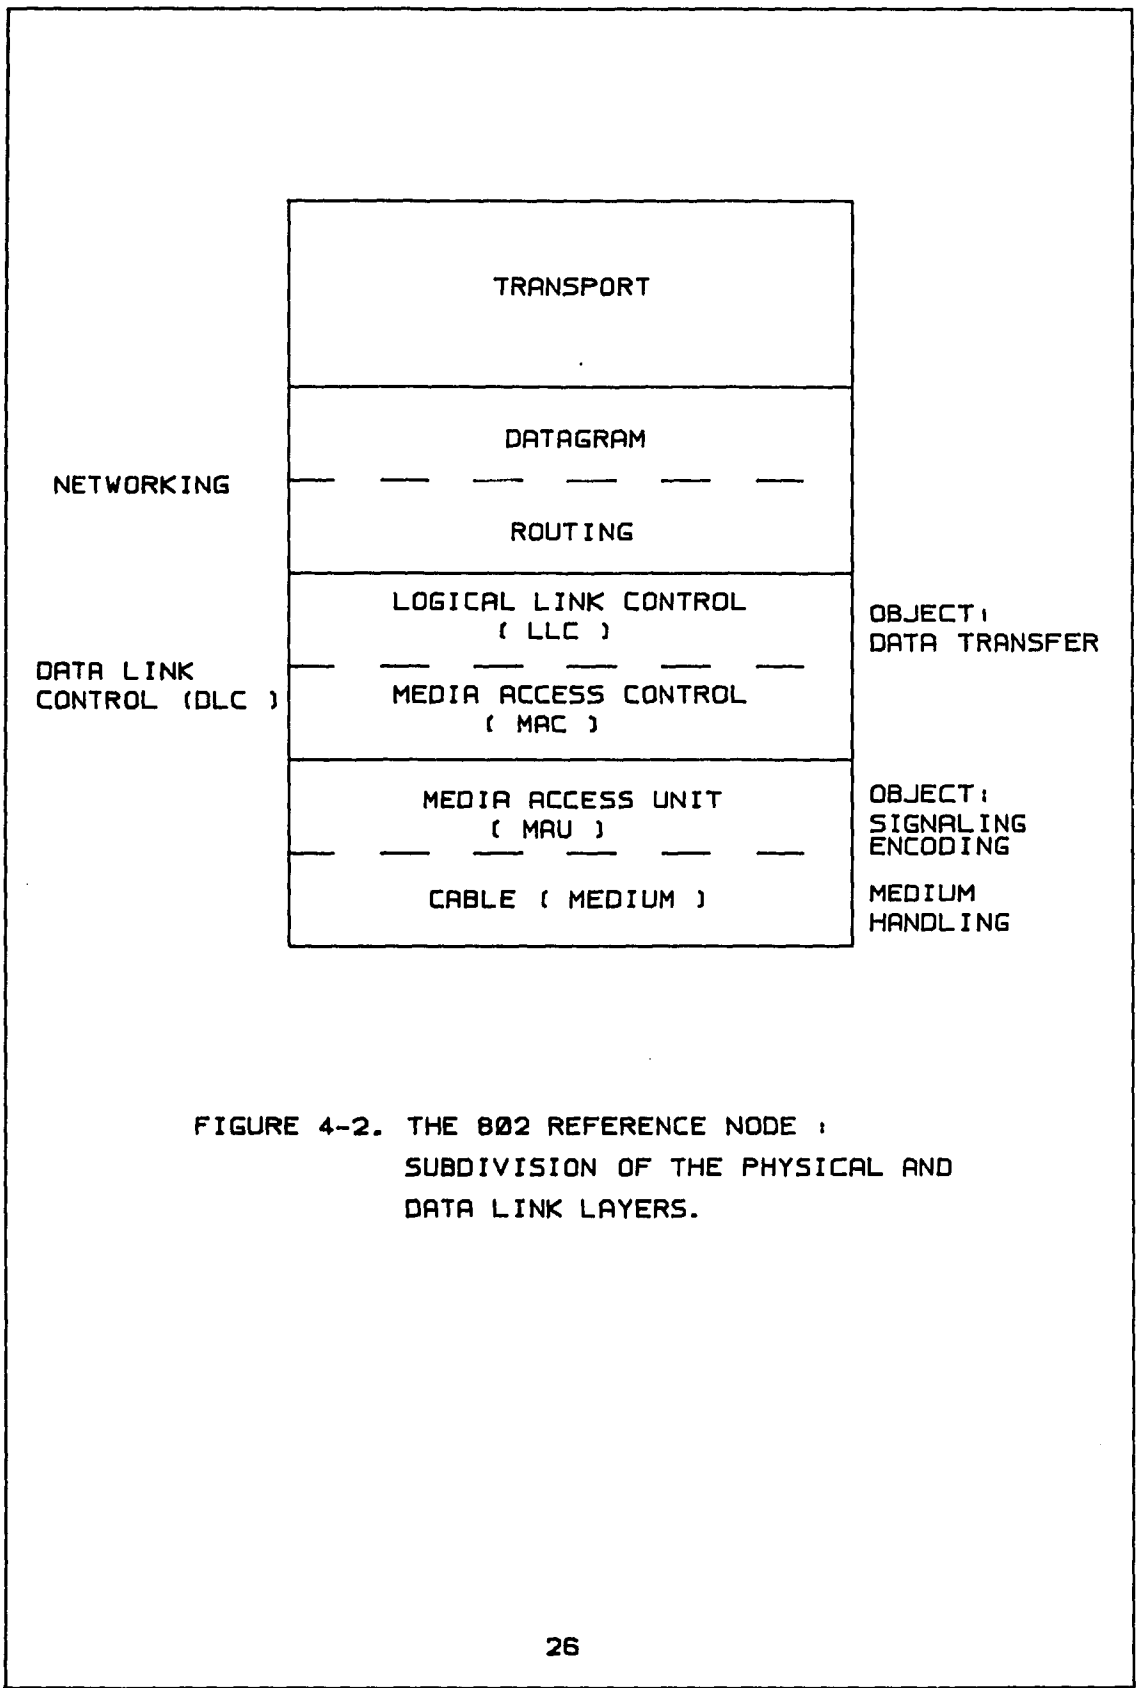 TRANSPORT
DATAGRAM
NETWORKING
ROUTING
LOGICAL LINK CONTROL
( LLC )
OBJECT:
DATA TRANSFER
DATA LINK
CONTROL (DLC )
MEDIA ACCESS CONTROL
( MAC )
MEDIA ACCESS UNIT
( MAU )
OBJECT:
SIGNALING
ENCODING
CABLE ( MEDIUM )
MEDIUM
HANDLING
FIGURE 4-2. THE 802 REFERENCE NODE :
SUBDIVISION OF THE PHYSICAL AND
DATA LINK LAYERS.
26